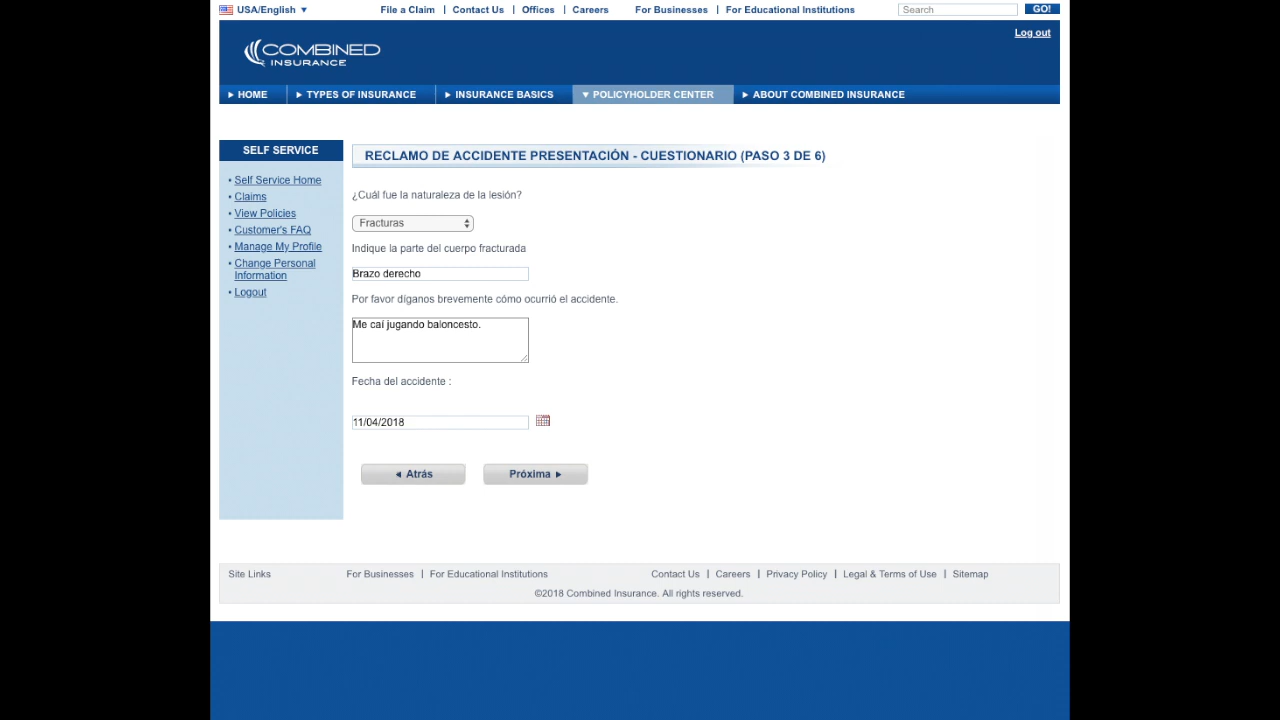 USA/English ▼ File a Claim | Contact Us | Offices | Careers For Businesses | For Educational Institutions Search GO!
Log out
COMBINED
INSURANCE
HOME TYPES OF INSURANCE INSURANCE BASICS POLICYHOLDER CENTER ABOUT COMBINED INSURANCE
SELF SERVICE
• Self Service Home
• Claims
• View Policies
• Customer's FAQ
• Manage My Profile
• Change Personal
Information
• Logout
RECLAMO DE ACCIDENTE PRESENTACIÓN - CUESTIONARIO (PASO 3 DE 6)
¿Cuál fue la naturaleza de la lesión?
Fracturas
Indique la parte del cuerpo fracturada
Brazo derecho
Por favor díganos brevemente cómo ocurrió el accidente.
Me caí jugando baloncesto.
Fecha del accidente :
11/04/2018
Atrás Próxima
Site Links For Businesses | For Educational Institutions Contact Us | Careers | Privacy Policy | Legal & Terms of Use | Sitemap
©2018 Combined Insurance. All rights reserved.